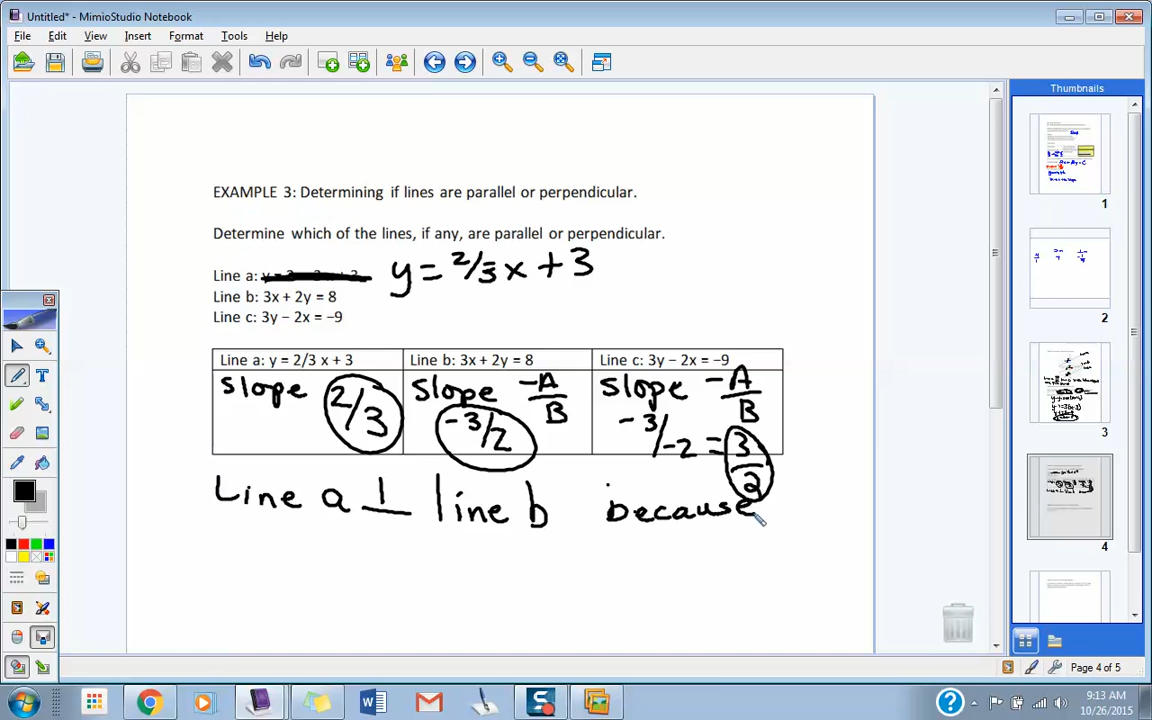 Untitled* - MimioStudio Notebook
File Edit View Insert Format Tools Help
Thumbnails
EXAMPLE 3: Determining if lines are parallel or perpendicular.
Determine which of the lines, if any, are parallel or perpendicular.
Line a: y = 2/3 x + 3
Line b: 3x + 2y = 8
Line c: 3y – 2x = –9
Line a: y = 2/3 x + 3 Line b: 3x + 2y = 8 Line c: 3y – 2x = –9
slope 2/3 slope -A/B slope -A/B
-3/2 -3/-2 = 3/2
Line a ⊥ line b because
1
2
3
4
Page 4 of 5
9:13 AM
10/26/2015